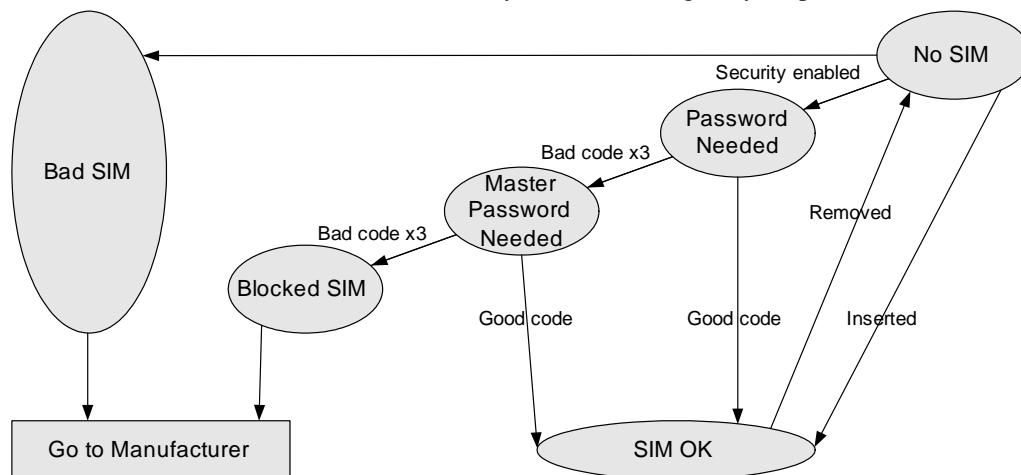 No SIM
Security enabled
Password
Needed
Bad SIM
Bad code x3
Master
Password
Needed
Removed
Bad code x3
Blocked SIM
Good code
Good code
Inserted
Go to Manufacturer
SIM OK